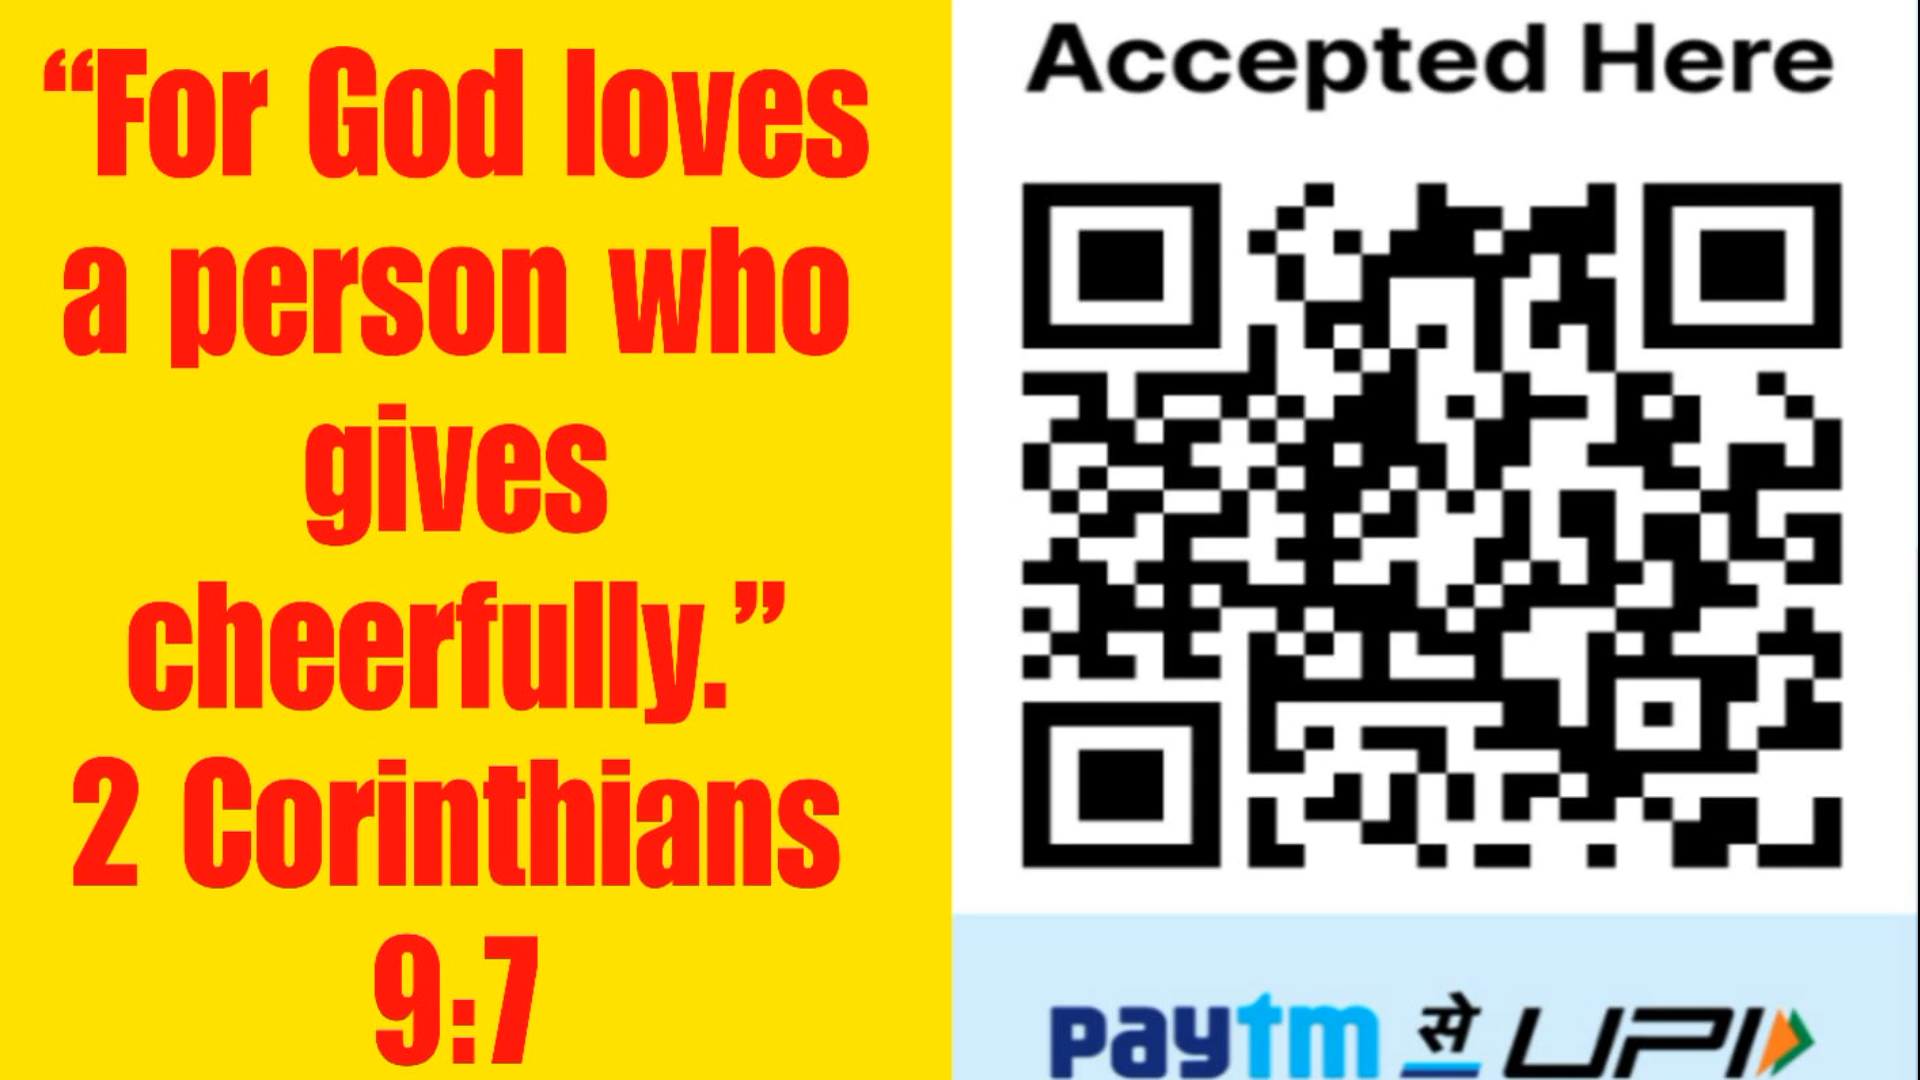 “For God loves
a person who
gives
cheerfully.”
2 Corinthians
9:7
Accepted Here
paytm से UPI